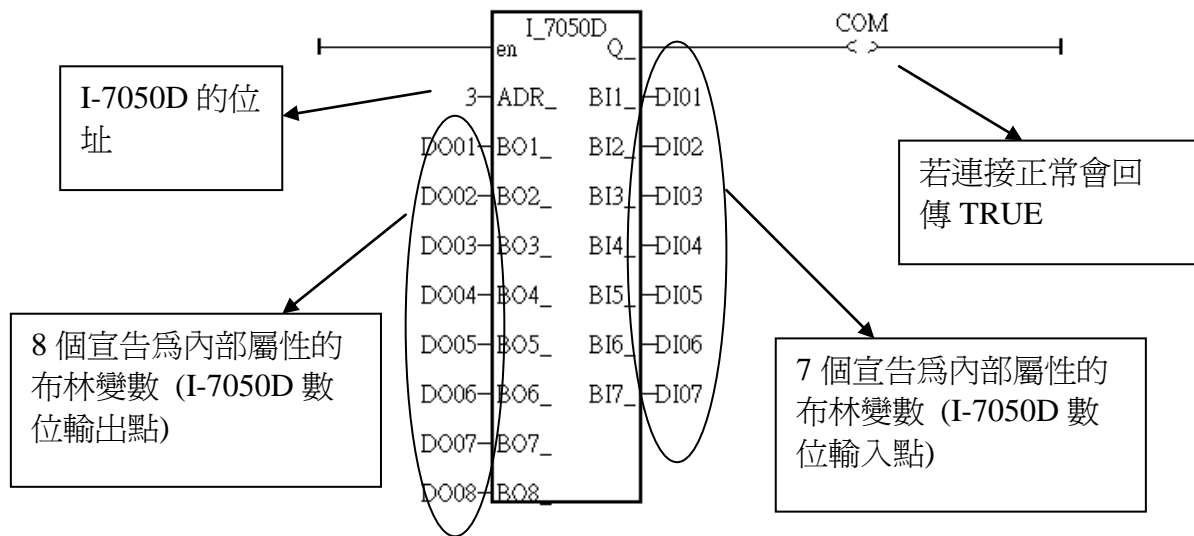 I_7050D
COM
en
Q_
I-7050D 的位
址
3
ADR_
BI1_
DI01
DO01
BO1_
BI2_
DI02
DO02
BO2_
BI3_
DI03
DO03
BO3_
BI4_
DI04
DO04
BO4_
BI5_
DI05
DO05
BO5_
BI6_
DI06
DO06
BO6_
BI7_
DI07
DO07
BO7_
DO08
BO8_
若連接正常會回
傳 TRUE
8 個宣告為內部屬性的
布林變數 (I-7050D 數
位輸出點)
7 個宣告為內部屬性的
布林變數 (I-7050D 數
位輸入點)